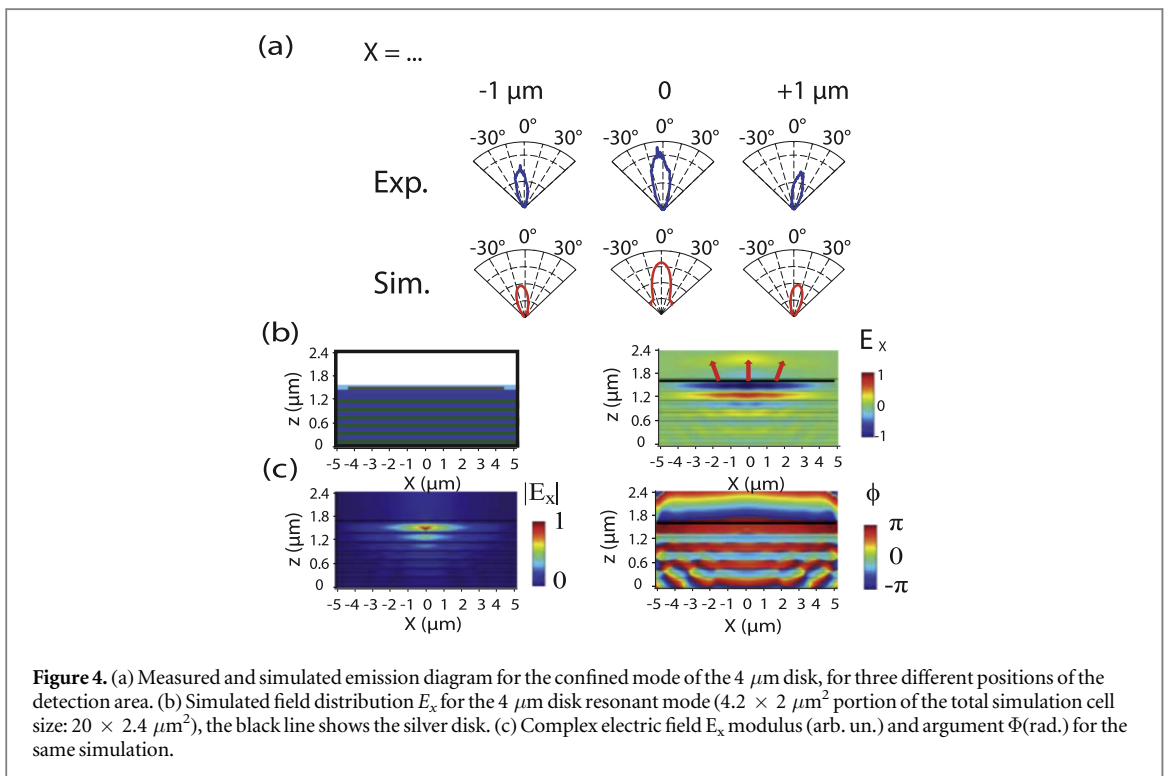 (a)
X = ...
-1 µm 0 +1 µm
-30° 0° 30° -30° 0° 30° -30° 0° 30°
Exp.
-30° 0° 30° -30° 0° 30° -30° 0° 30°
Sim.
(b)
2.4
1.8
1.2
0.6
0
z (µm)
-5 -4 -3 -2 -1 0 1 2 3 4 5
X (µm)
2.4
1.8
1.2
0.6
0
z (µm)
-5 -4 -3 -2 -1 0 1 2 3 4 5
X (µm)
E x
1
0
-1
(c)
2.4
1.8
1.2
0.6
0
z (µm)
-5 -4 -3 -2 -1 0 1 2 3 4 5
X (µm)
|Ex|
1
0
2.4
1.8
1.2
0.6
0
z (µm)
-5 -4 -3 -2 -1 0 1 2 3 4 5
X (µm)
ϕ
π
0
-π
Figure 4. (a) Measured and simulated emission diagram for the confined mode of the 4 µm disk, for three different positions of the
detection area. (b) Simulated field distribution Ex for the 4 µm disk resonant mode (4.2 × 2 µm² portion of the total simulation cell
size: 20 × 2.4 µm²), the black line shows the silver disk. (c) Complex electric field Ex modulus (arb. un.) and argument Φ(rad.) for the
same simulation.